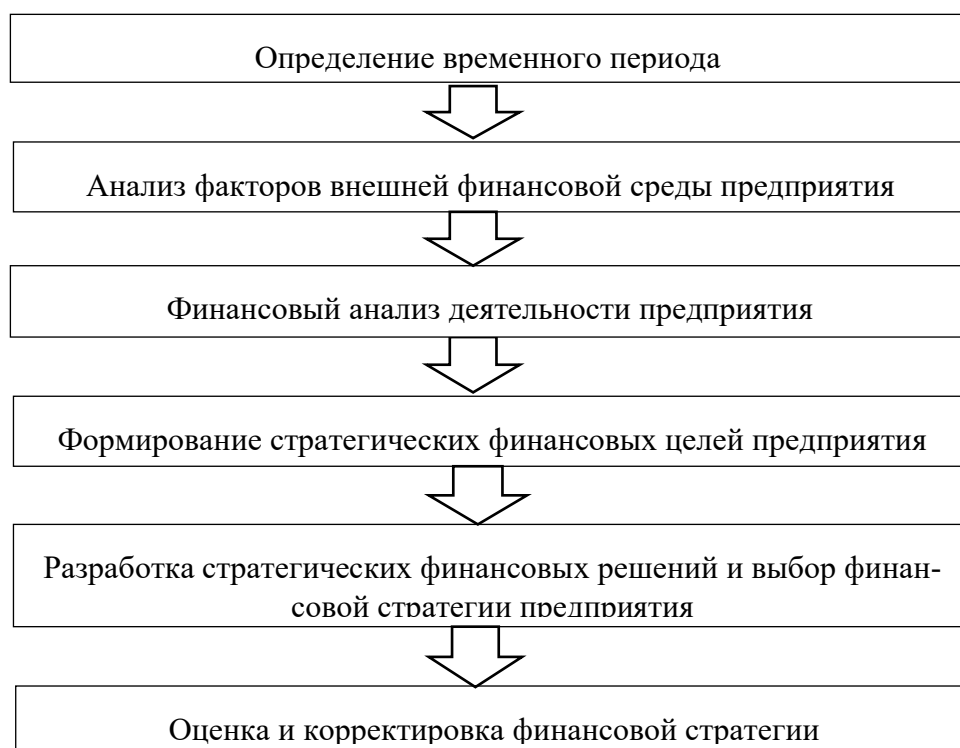 Определение временного периода
Анализ факторов внешней финансовой среды предприятия
Финансовый анализ деятельности предприятия
Формирование стратегических финансовых целей предприятия
Разработка стратегических финансовых решений и выбор финан-
совой стратегии предприятия
Оценка и корректировка финансовой стратегии